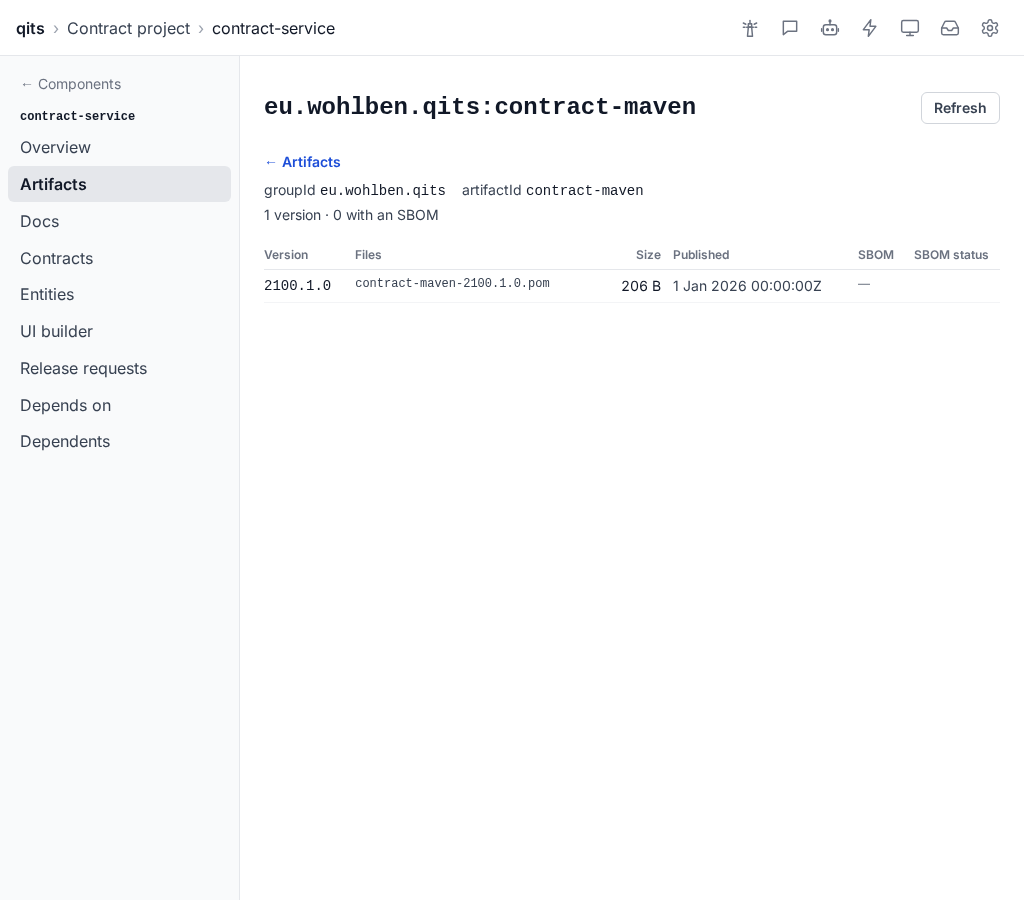 qits › Contract project › contract-service
← Components
contract-service
Overview
Artifacts
Docs
Contracts
Entities
UI builder
Release requests
Depends on
Dependents
eu.wohlben.qits:contract-maven
Refresh
← Artifacts
groupId eu.wohlben.qits artifactId contract-maven
1 version · 0 with an SBOM
Version Files Size Published SBOM SBOM status
2100.1.0 contract-maven-2100.1.0.pom 206 B 1 Jan 2026 00:00:00Z —